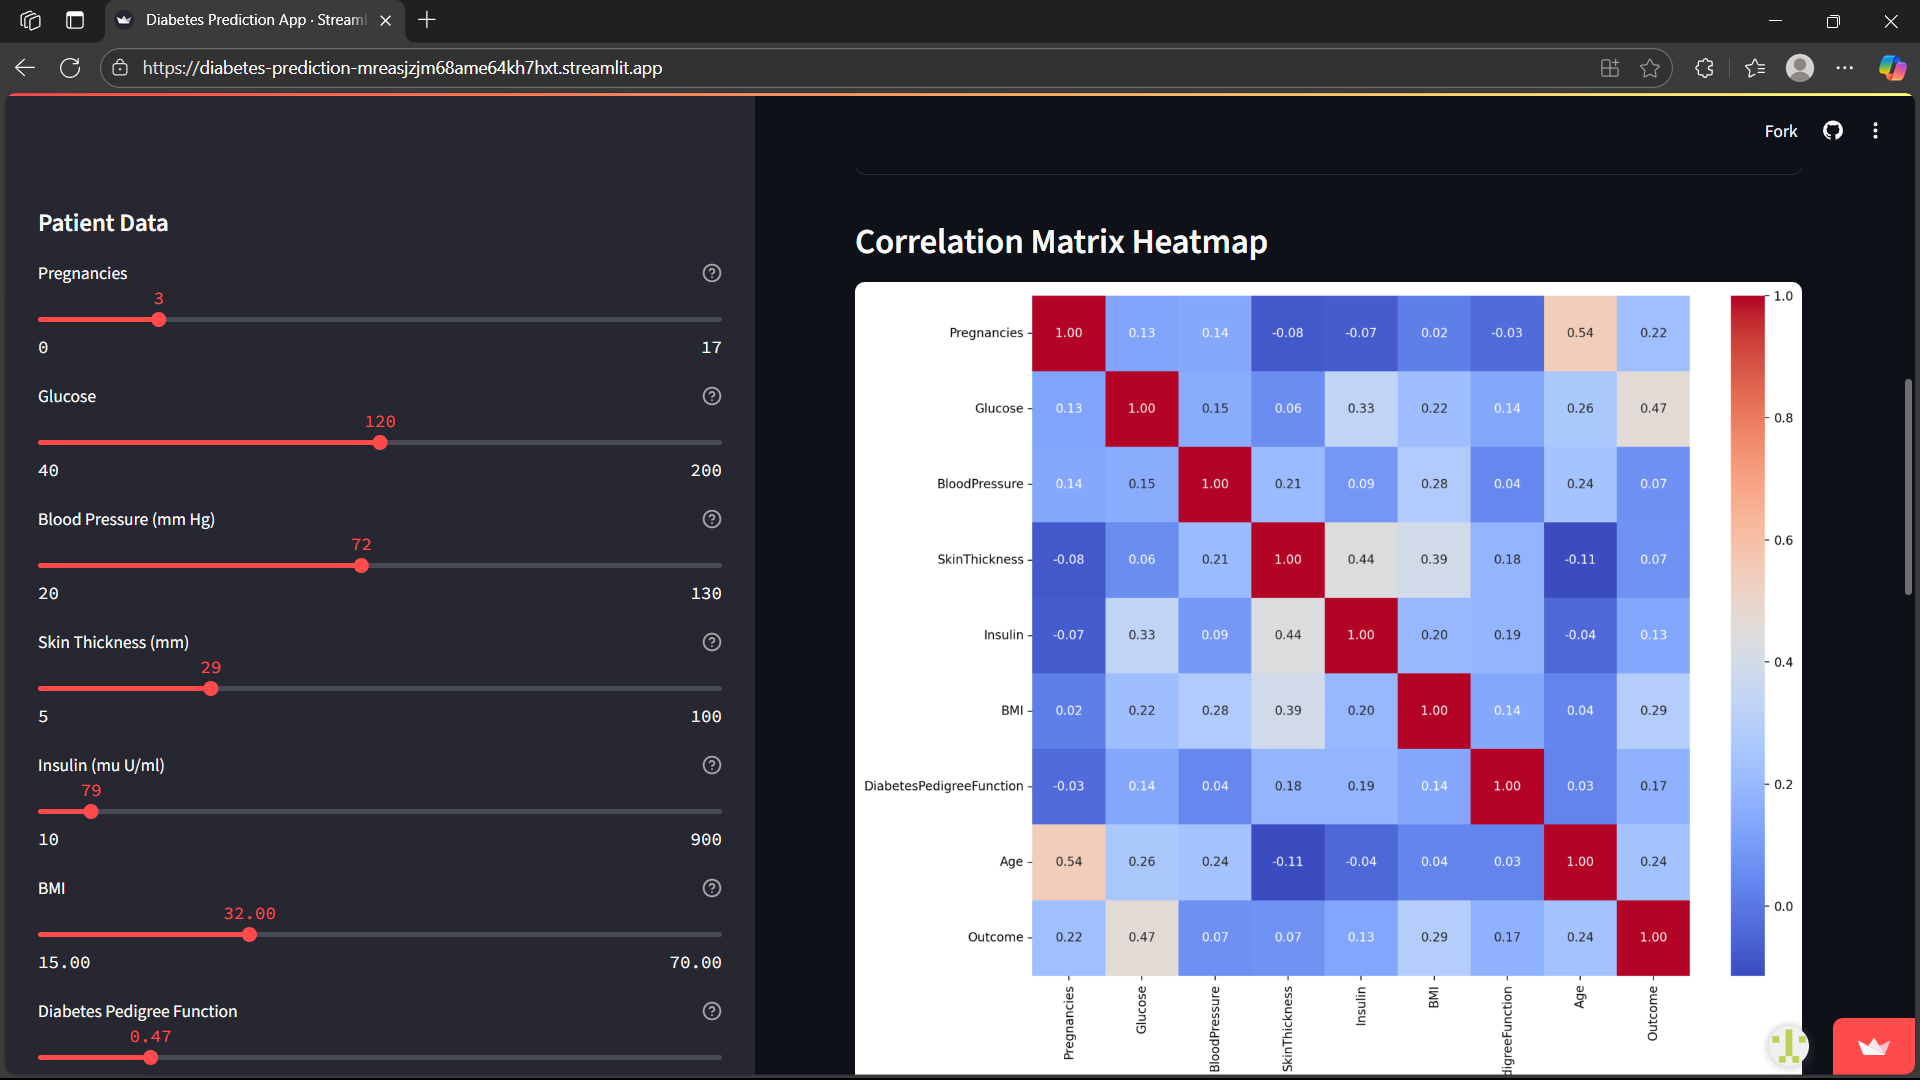 Diabetes Prediction App · Streaml
https://diabetes-prediction-mreasjzjm68ame64kh7hxt.streamlit.app
Fork
Patient Data
Pregnancies
3
0 17
Glucose
120
40 200
Blood Pressure (mm Hg)
72
20 130
Skin Thickness (mm)
29
5 100
Insulin (mu U/ml)
79
10 900
BMI
32.00
15.00 70.00
Diabetes Pedigree Function
0.47
Correlation Matrix Heatmap
Pregnancies 1.00 0.13 0.14 -0.08 -0.07 0.02 -0.03 0.54 0.22
Glucose 0.13 1.00 0.15 0.06 0.33 0.22 0.14 0.26 0.47
BloodPressure 0.14 0.15 1.00 0.21 0.09 0.28 0.04 0.24 0.07
SkinThickness -0.08 0.06 0.21 1.00 0.44 0.39 0.18 -0.11 0.07
Insulin -0.07 0.33 0.09 0.44 1.00 0.20 0.19 -0.04 0.13
BMI 0.02 0.22 0.28 0.39 0.20 1.00 0.14 0.04 0.29
DiabetesPedigreeFunction -0.03 0.14 0.04 0.18 0.19 0.14 1.00 0.03 0.17
Age 0.54 0.26 0.24 -0.11 -0.04 0.04 0.03 1.00 0.24
Outcome 0.22 0.47 0.07 0.07 0.13 0.29 0.17 0.24 1.00
Pregnancies
Glucose
BloodPressure
SkinThickness
Insulin
BMI
digreeFunction
Age
Outcome
1.0
0.8
0.6
0.4
0.2
0.0